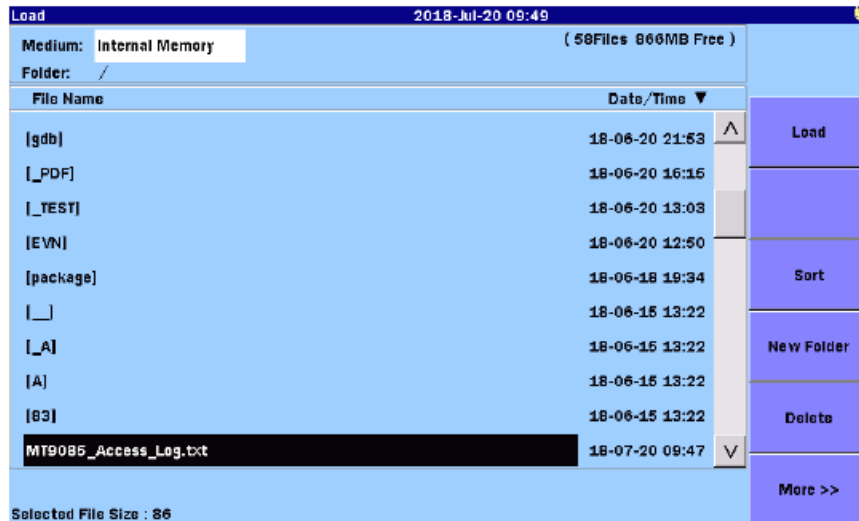 Load 2018-Jul-20 09:49
Medium: Internal Memory (58Files 866MB Free)
Folder: /
File Name Date/Time ▼
[gdb] 18-06-20 21:53
Load
[_PDF] 18-06-20 16:16
[_TEST] 18-06-20 13:03
[EVN] 18-06-20 12:50
[package] 18-06-18 19:34
Sort
[__] 18-06-15 13:22
[_A] 18-06-15 13:22
New Folder
[A] 18-06-15 13:22
[83] 18-06-15 13:22
Delete
MT9085_Access_Log.txt 18-07-20 09:47
More >>
Selected File Size : 86